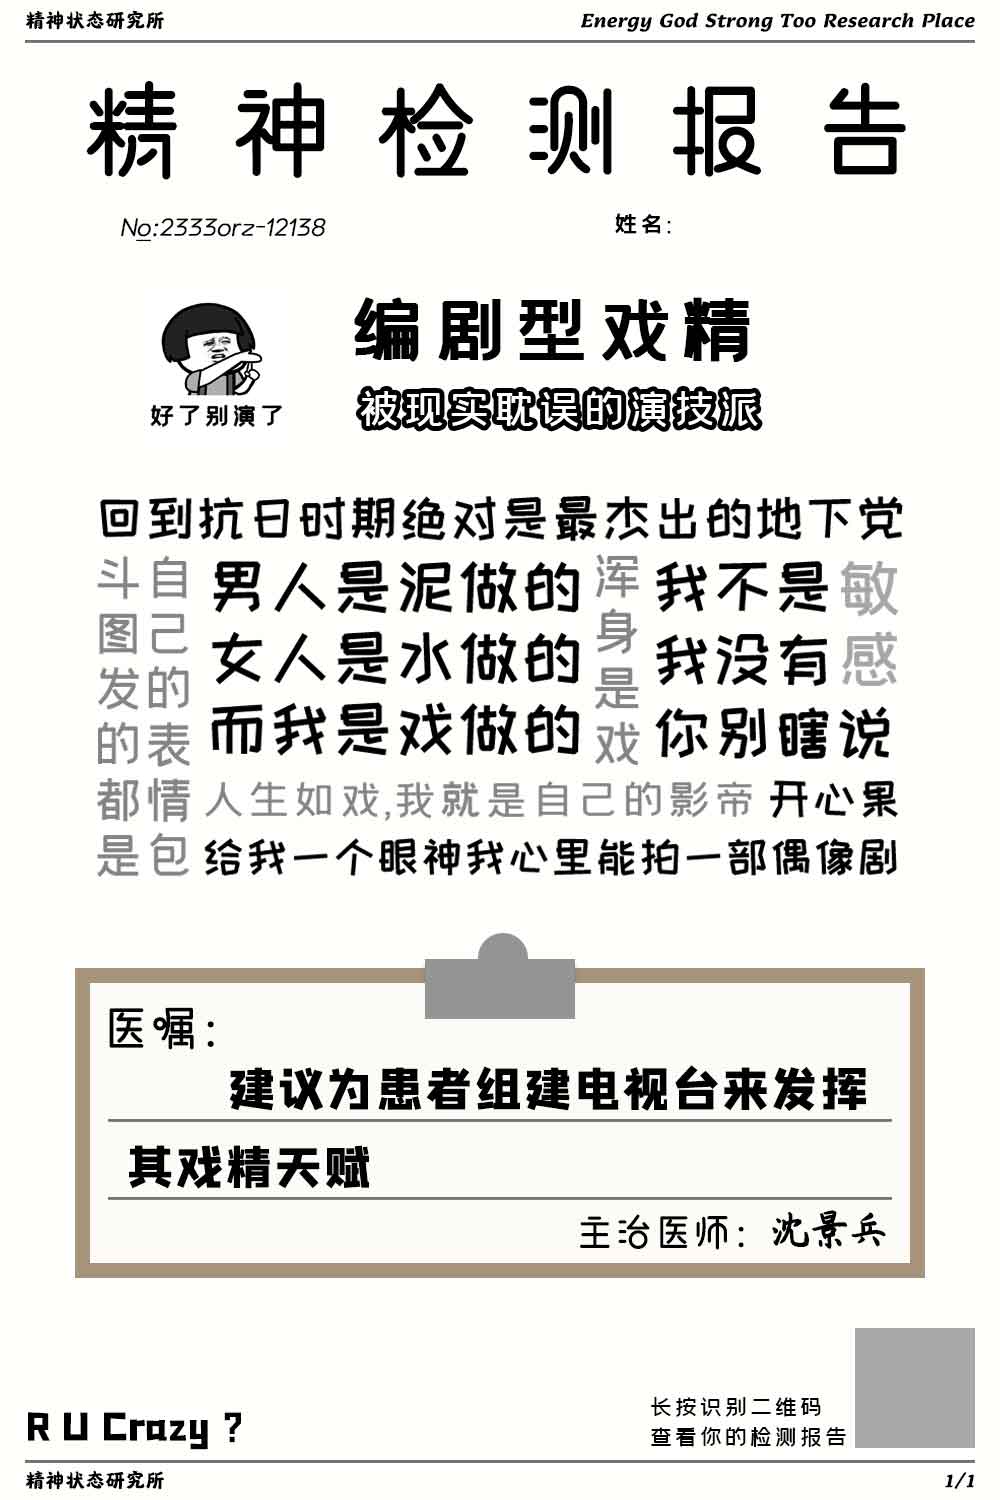 精神状态研究所
Energy God Strong Too Research Place
精神检测报告
No:2333orz-12138
姓名:
好了别演了
编剧型戏精
被现实耽误的演技派
回到抗日时期绝对是最杰出的地下党
斗图发的都是
自己的表情包
男人是泥做的
女人是水做的
而我是戏做的
浑身是戏
我不是
我没有
你别瞎说
敏感
人生如戏,我就是自己的影帝
开心果
给我一个眼神我心里能拍一部偶像剧
医嘱:
建议为患者组建电视台来发挥
其戏精天赋
主治医师: 沈景兵
长按识别二维码
查看你的检测报告
R U Crazy ?
精神状态研究所
1/1